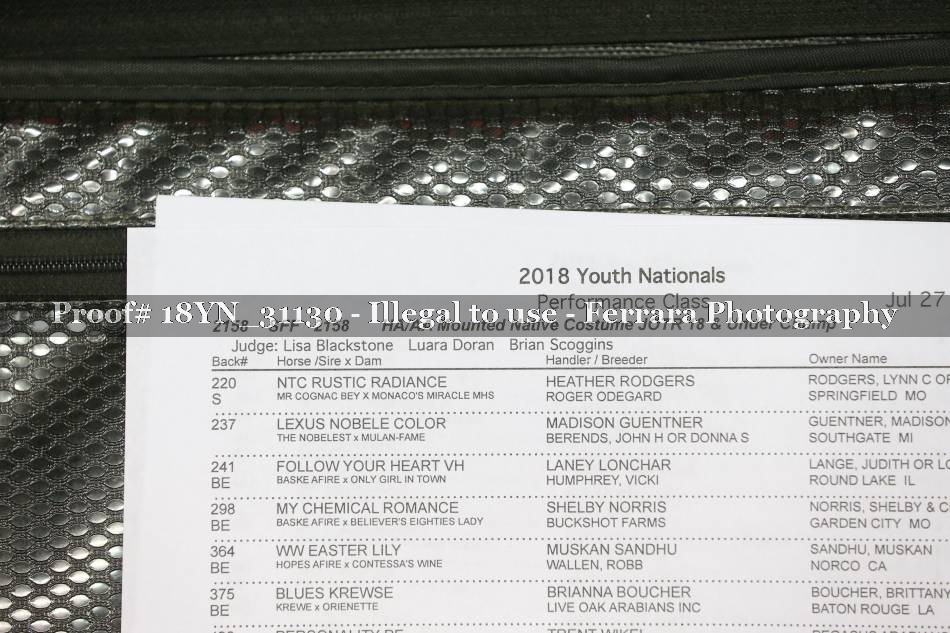 2018 Youth Nationals
Performance Class
Jul 27
Proof# 18YN_31130 - Illegal to use - Ferrara Photography
2158 SFF 2158 HA/AA Mounted Native Costume JOTR 18 & Under Champ
Judge: Lisa Blackstone Luara Doran Brian Scoggins
Back# Horse /Sire x Dam Handler / Breeder Owner Name
220 NTC RUSTIC RADIANCE HEATHER RODGERS RODGERS, LYNN C OR
S MR COGNAC BEY X MONACO'S MIRACLE MHS ROGER ODEGARD SPRINGFIELD MO
237 LEXUS NOBELE COLOR MADISON GUENTNER GUENTNER, MADISON
THE NOBELEST x MULAN-FAME BERENDS, JOHN H OR DONNA S SOUTHGATE MI
241 FOLLOW YOUR HEART VH LANEY LONCHAR LANGE, JUDITH OR LO
BE BASKE AFIRE x ONLY GIRL IN TOWN HUMPHREY, VICKI ROUND LAKE IL
298 MY CHEMICAL ROMANCE SHELBY NORRIS NORRIS, SHELBY & C
BE BASKE AFIRE x BELIEVER'S EIGHTIES LADY BUCKSHOT FARMS GARDEN CITY MO
364 WW EASTER LILY MUSKAN SANDHU SANDHU, MUSKAN
BE HOPES AFIRE x CONTESSA'S WINE WALLEN, ROBB NORCO CA
375 BLUES KREWSE BRIANNA BOUCHER BOUCHER, BRITTANY
BE KREWE x ORIENETTE LIVE OAK ARABIANS INC BATON ROUGE LA